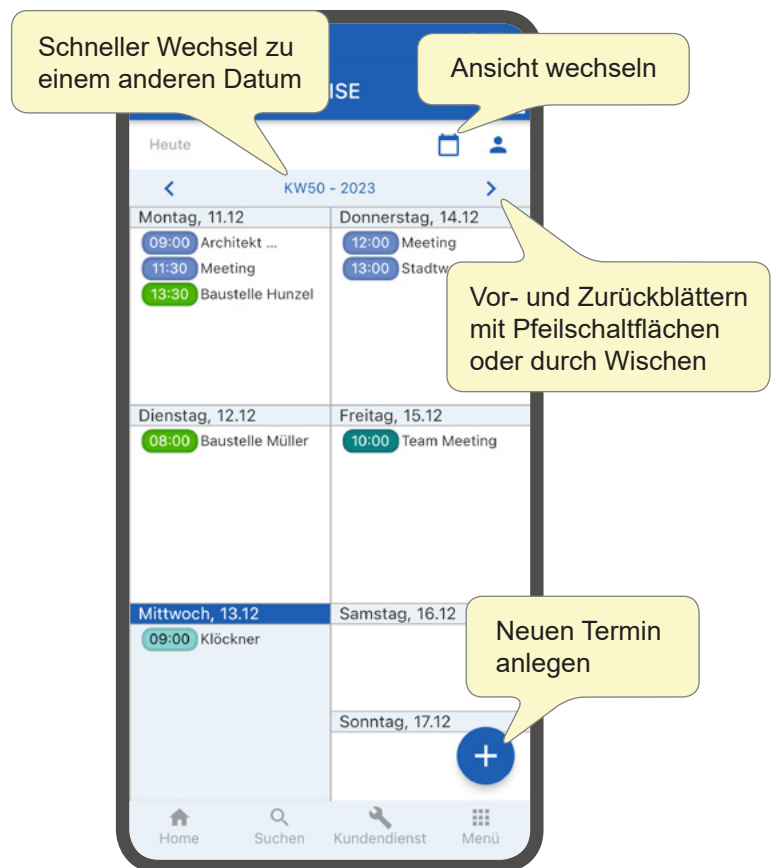 Schneller Wechsel zu
einem anderen Datum
Ansicht wechseln
ISE
Heute
KW50 - 2023
Montag, 11.12
09:00 Architekt ...
11:30 Meeting
13:30 Baustelle Hunzel
Donnerstag, 14.12
12:00 Meeting
13:00 Stadtw
Vor- und Zurückblättern
mit Pfeilschaltflächen
oder durch Wischen
Dienstag, 12.12
08:00 Baustelle Müller
Freitag, 15.12
10:00 Team Meeting
Mittwoch, 13.12
09:00 Klöckner
Samstag, 16.12
Neuen Termin
anlegen
Sonntag, 17.12
Home
Suchen
Kundendienst
Menü